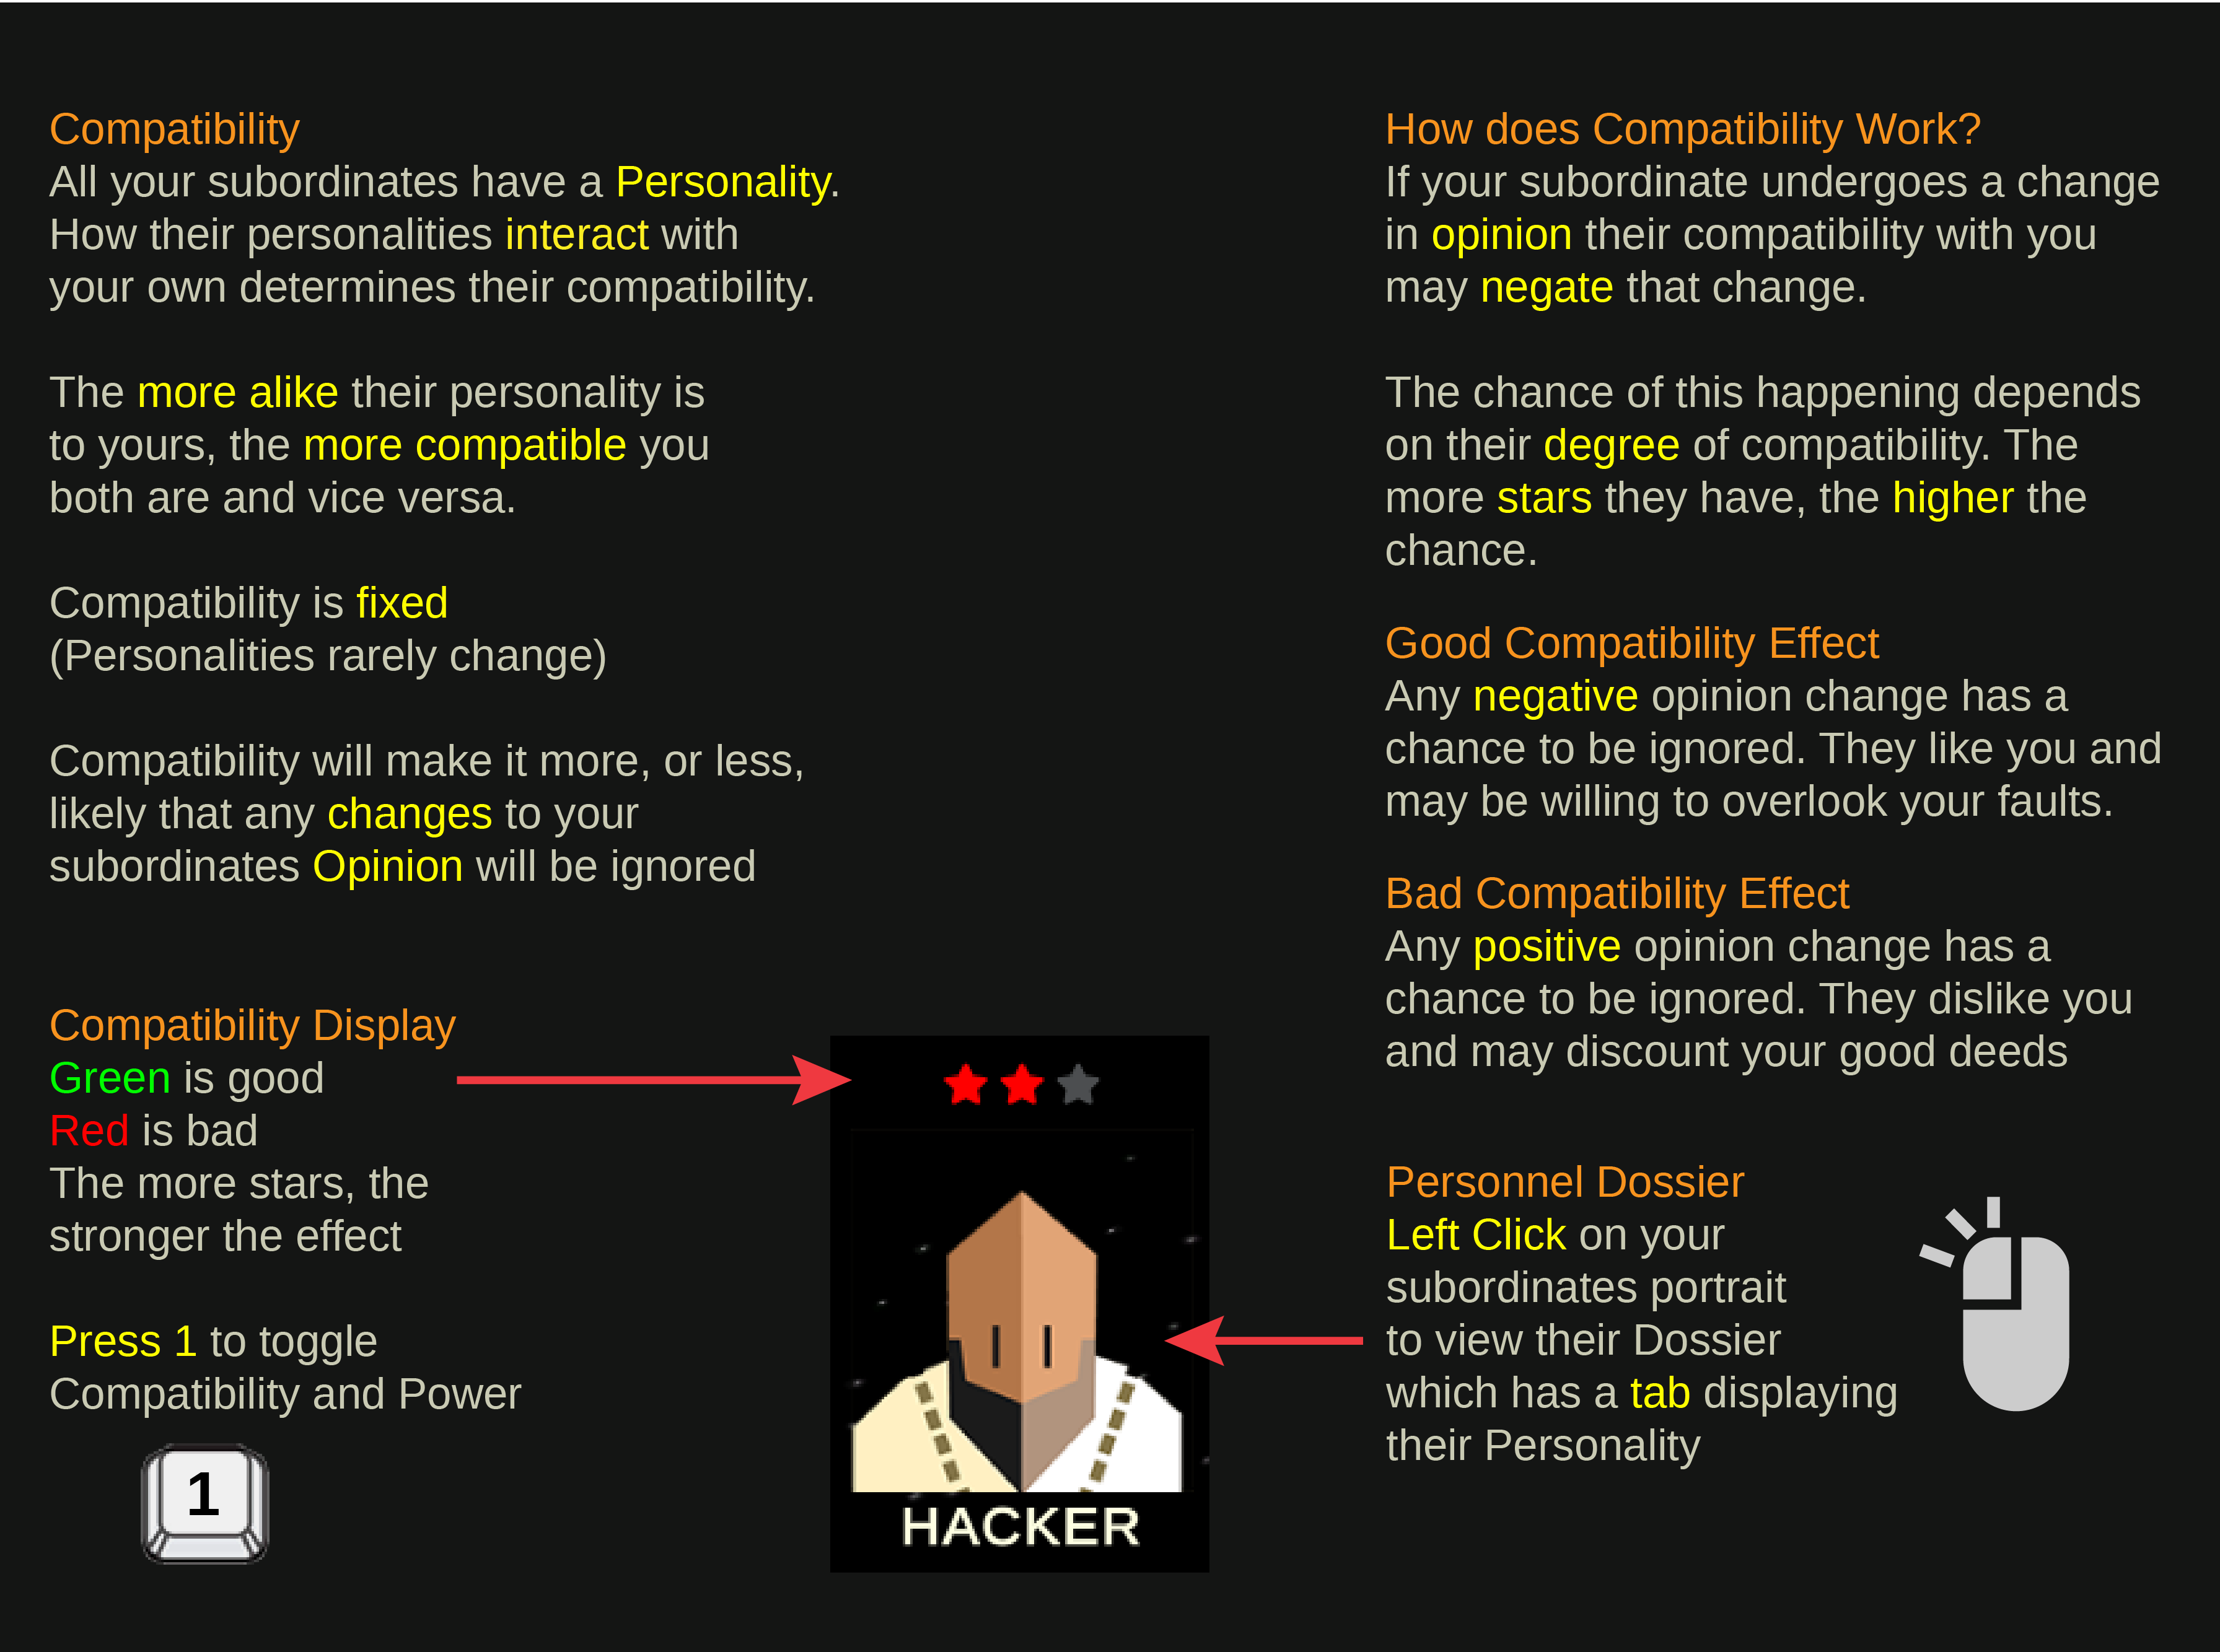 Compatibility
All your subordinates have a Personality.
How their personalities interact with
your own determines their compatibility.
The more alike their personality is
to yours, the more compatible you
both are and vice versa.
Compatibility is fixed
(Personalities rarely change)
Compatibility will make it more, or less,
likely that any changes to your
subordinates Opinion will be ignored
Compatibility Display
Green is good
Red is bad
The more stars, the
stronger the effect
Press 1 to toggle
Compatibility and Power
1
HACKER
How does Compatibility Work?
If your subordinate undergoes a change
in opinion their compatibility with you
may negate that change.
The chance of this happening depends
on their degree of compatibility. The
more stars they have, the higher the
chance.
Good Compatibility Effect
Any negative opinion change has a
chance to be ignored. They like you and
may be willing to overlook your faults.
Bad Compatibility Effect
Any positive opinion change has a
chance to be ignored. They dislike you
and may discount your good deeds
Personnel Dossier
Left Click on your
subordinates portrait
to view their Dossier
which has a tab displaying
their Personality